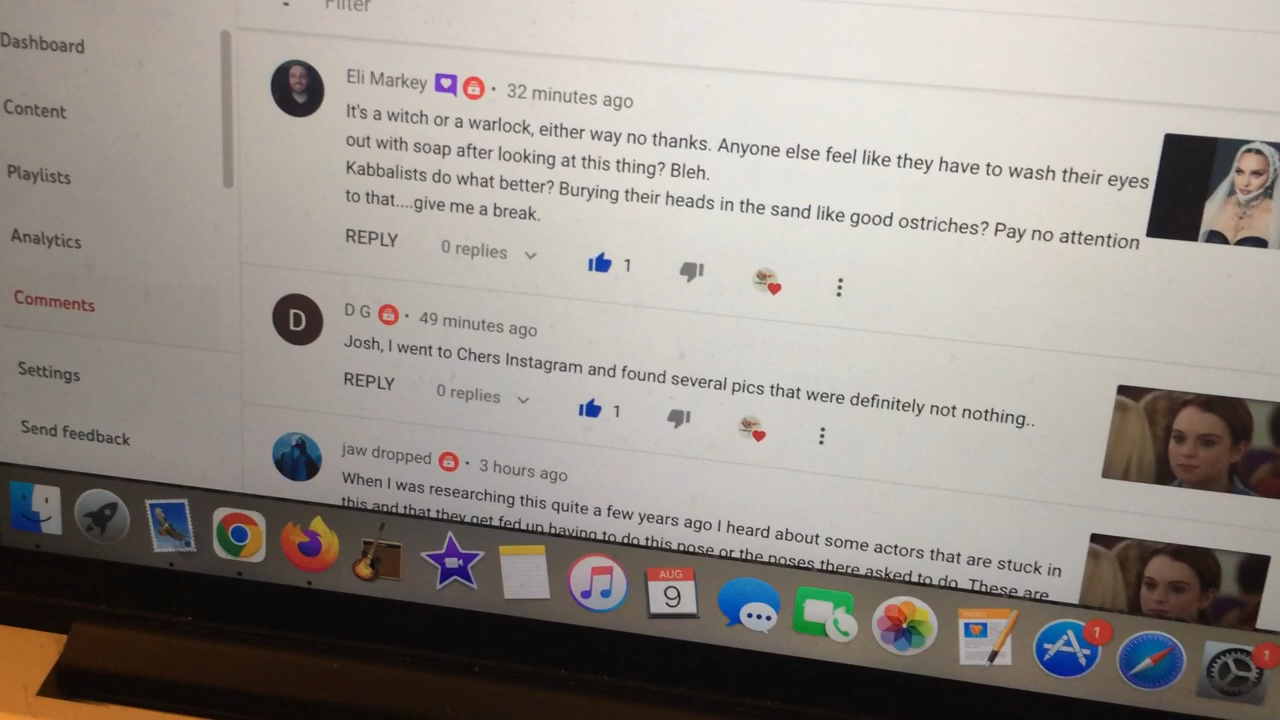 Filter
Dashboard
Content
Playlists
Analytics
Comments
Settings
Send feedback
Eli Markey • 32 minutes ago
It's a witch or a warlock, either way no thanks. Anyone else feel like they have to wash their eyes
out with soap after looking at this thing? Bleh.
Kabbalists do what better? Burying their heads in the sand like good ostriches? Pay no attention
to that....give me a break.
REPLY 0 replies 1
D
D G • 49 minutes ago
Josh, I went to Chers Instagram and found several pics that were definitely not nothing..
REPLY 0 replies 1
jaw dropped • 3 hours ago
When I was researching this quite a few years ago I heard about some actors that are stuck in
this and that they get fed up having to do this pose or the poses there asked to do. These are
AUG
9
1
1